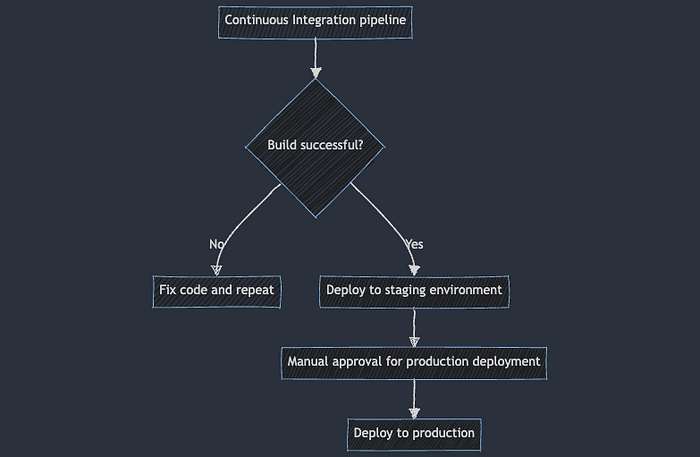 Continuous Integration pipeline
Build successful?
No
Yes
Fix code and repeat
Deploy to staging environment
Manual approval for production deployment
Deploy to production